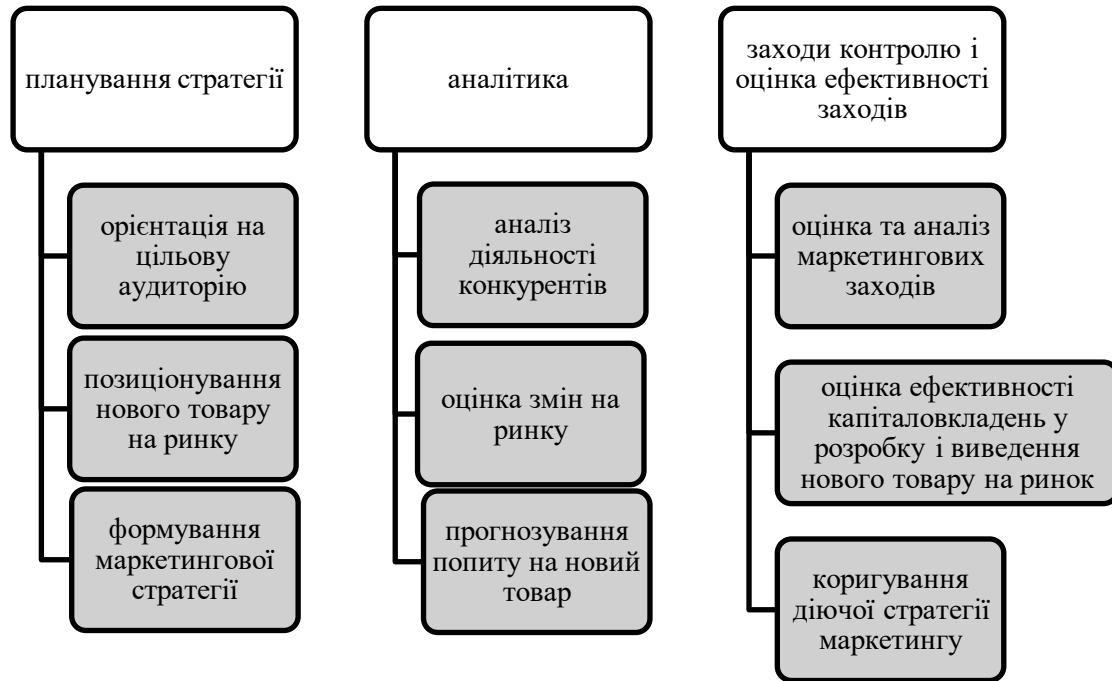 планування стратегії
орієнтація на
цільову
аудиторію
позиціонування
нового товару
на ринку
формування
маркетингової
стратегії
аналітика
аналіз
діяльності
конкурентів
оцінка змін на
ринку
прогнозування
попиту на новий
товар
заходи контролю і
оцінка ефективності
заходів
оцінка та аналіз
маркетингових
заходів
оцінка ефективності
капіталовкладень у
розробку і виведення
нового товару на ринок
коригування
діючої стратегії
маркетингу